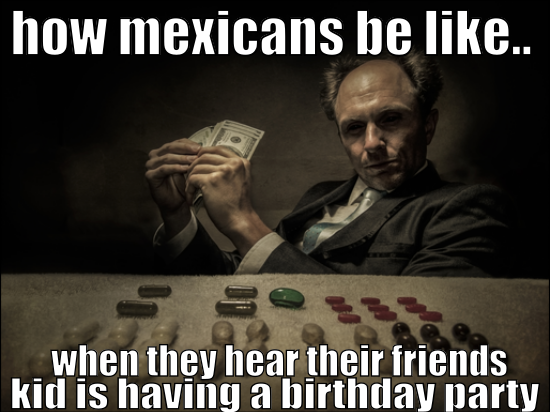 how mexicans be like..
when they hear their friends
kid is having a birthday party